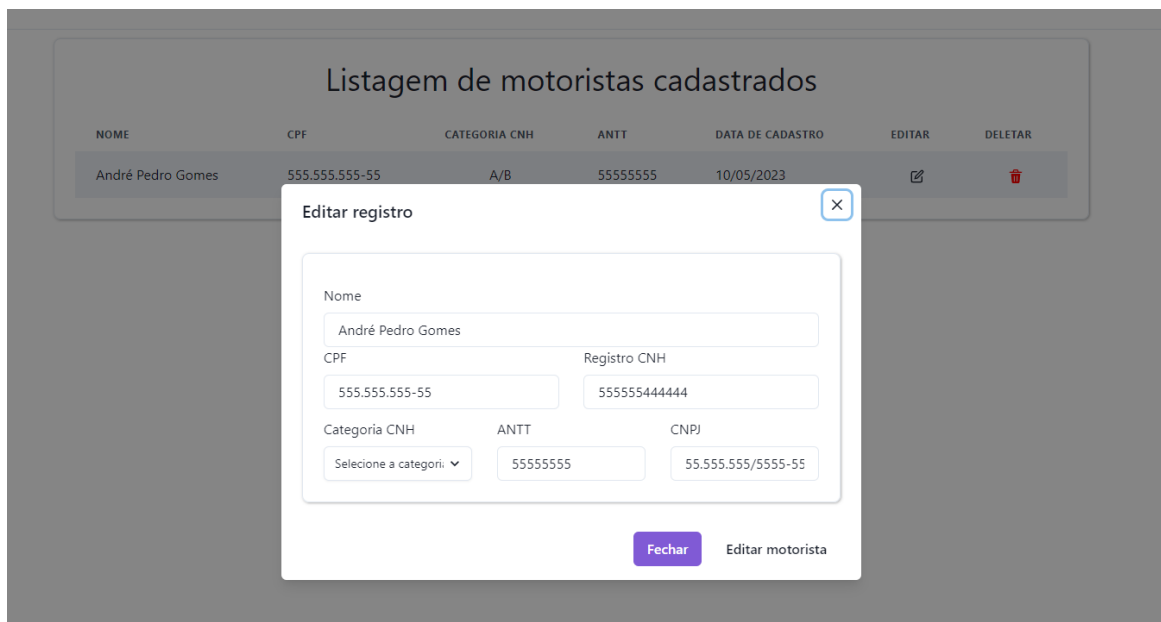 Listagem de motoristas cadastrados
NOME CPF CATEGORIA CNH ANTT DATA DE CADASTRO EDITAR DELETAR
André Pedro Gomes 555.555.555-55 A/B 55555555 10/05/2023
Editar registro
Nome
André Pedro Gomes
CPF Registro CNH
555.555.555-55 555555444444
Categoria CNH ANTT CNPJ
Selecione a categori 55555555 55.555.555/5555-55
Fechar Editar motorista